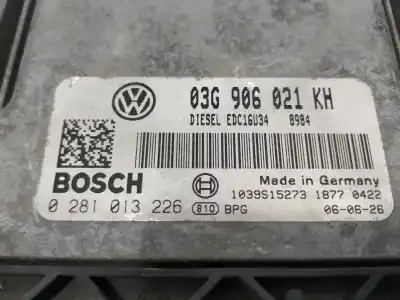 03G 906 021 KH
DIESEL EDC16U34 8984
BOSCH
Made in Germany
1039S15273 1877 0422
0 281 013 226 810 BPG 06-06-26